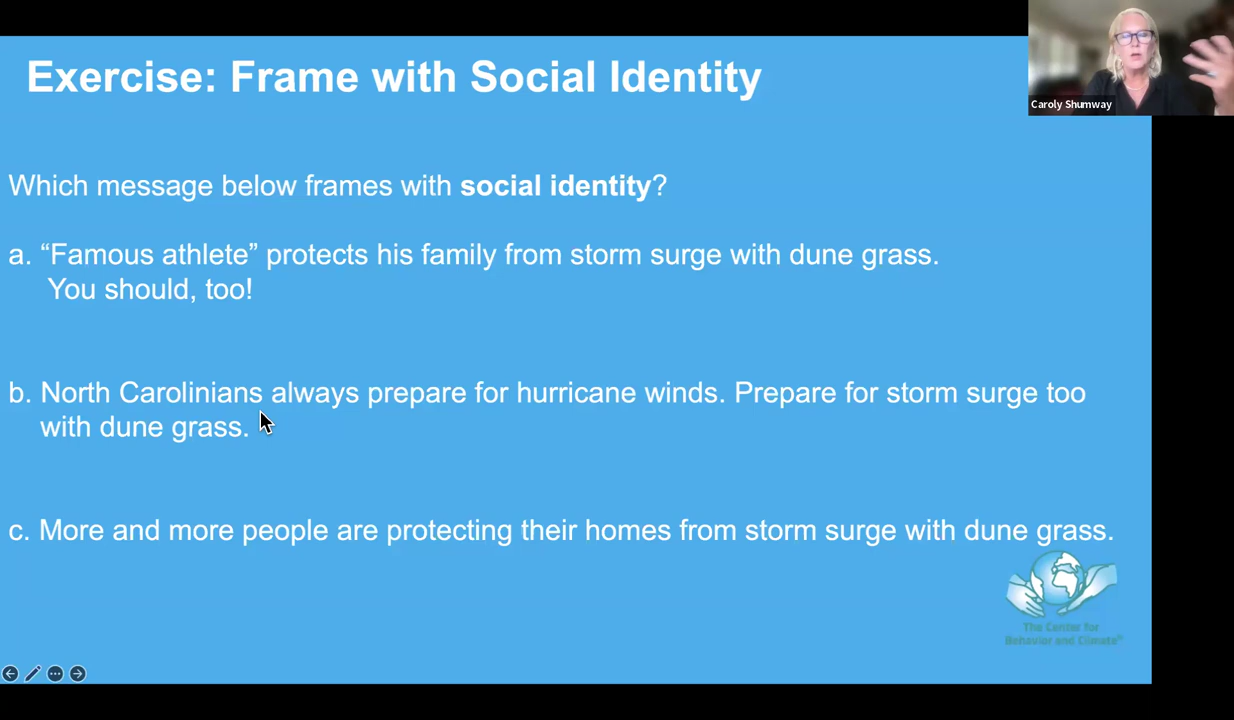 Exercise: Frame with Social Identity
Caroly Shumway
Which message below frames with social identity?
a. “Famous athlete” protects his family from storm surge with dune grass.
You should, too!
b. North Carolinians always prepare for hurricane winds. Prepare for storm surge too
with dune grass.
c. More and more people are protecting their homes from storm surge with dune grass.
The Center for
Behavior and Climate